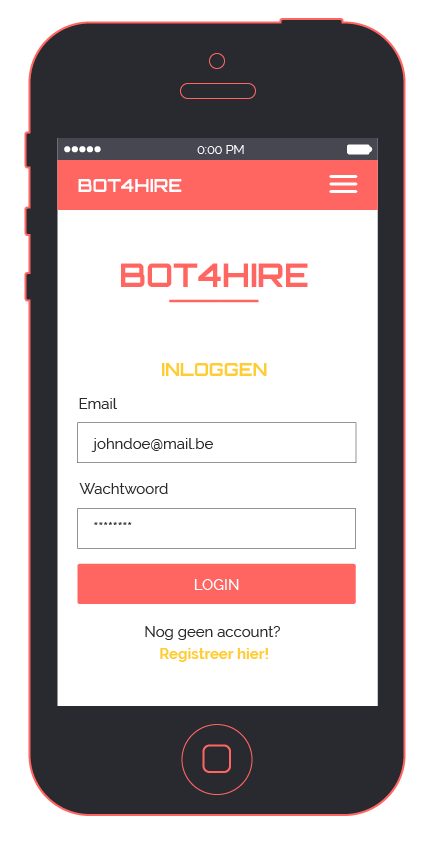 0:00 PM
BOT4HIRE
BOT4HIRE
INLOGGEN
Email
johndoe@mail.be
Wachtwoord
********
LOGIN
Nog geen account?
Registreer hier!